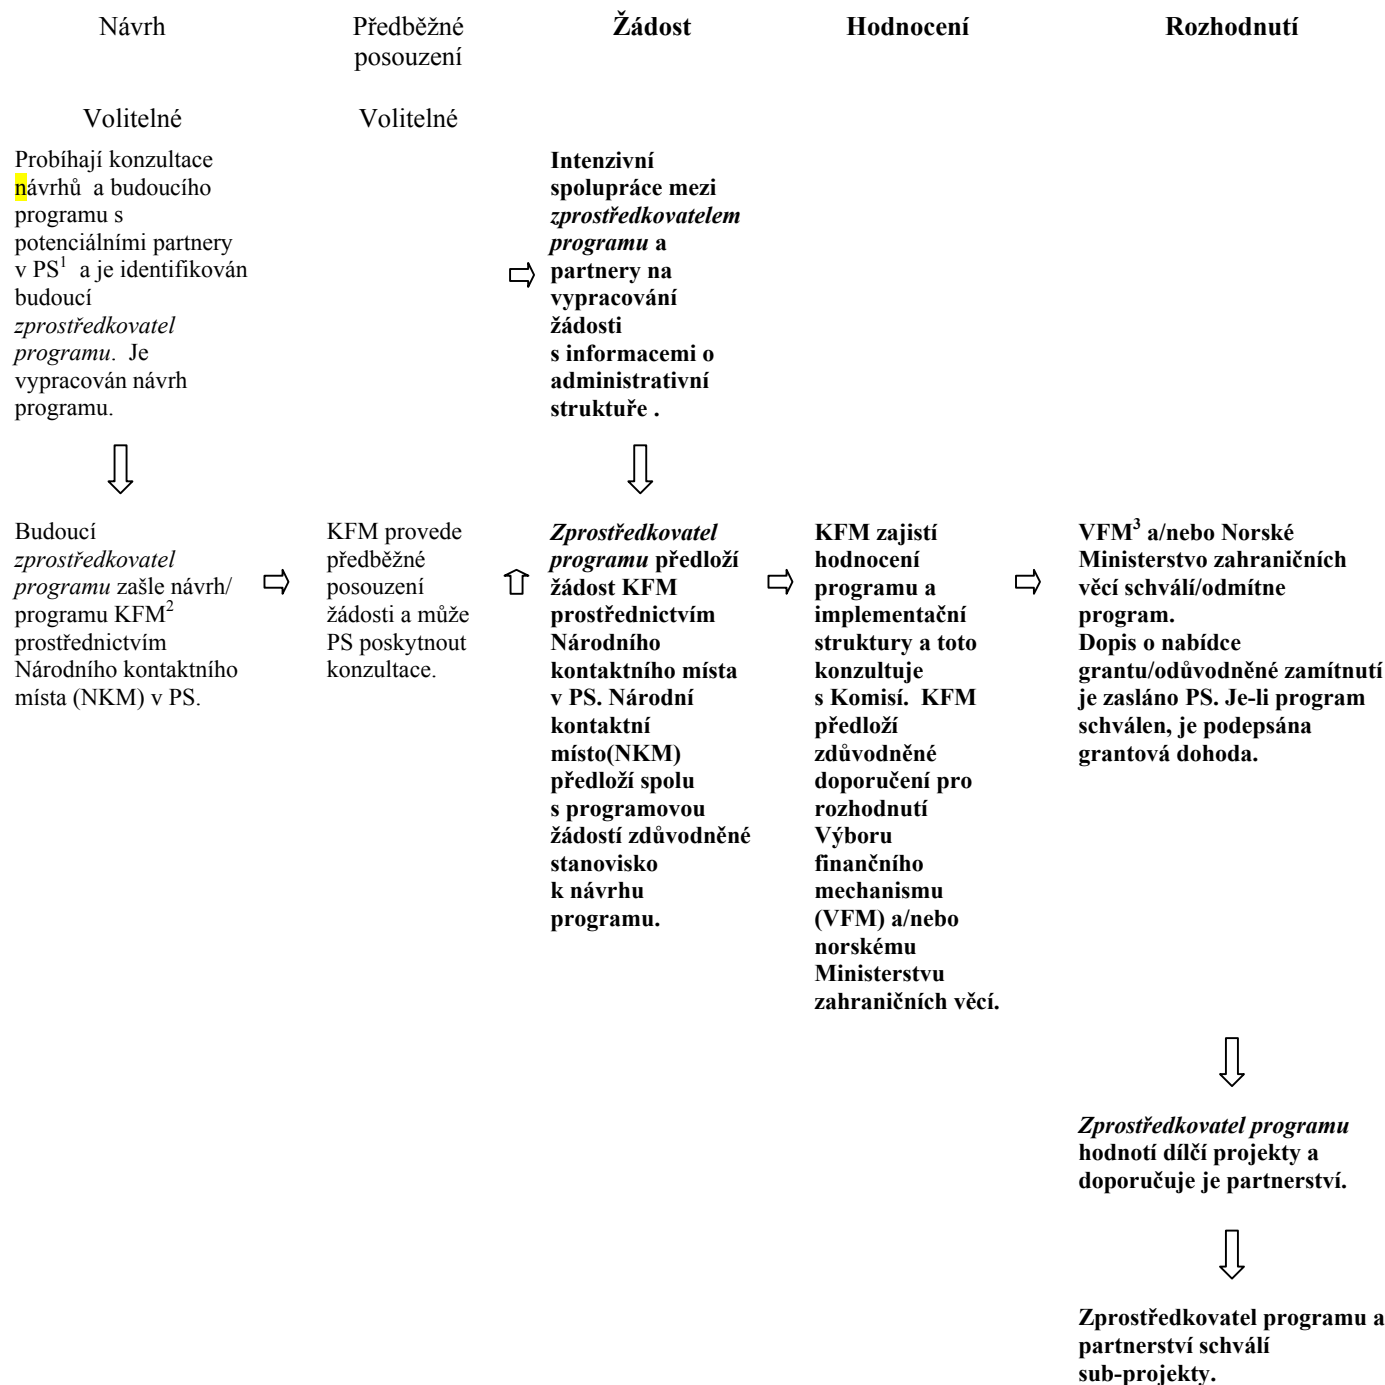 Návrh
Předběžné
posouzení
Žádost
Hodnocení
Rozhodnutí
Volitelné
Volitelné
Probíhají konzultace
návrhů  a budoucího
programu s
potenciálními partnery
v PS1  a je identifikován
budoucí
zprostředkovatel
programu.  Je
vypracován návrh
programu.
Intenzivní
spolupráce mezi
zprostředkovatelem
programu a
partnery na
vypracování
žádosti
s informacemi o
administrativní
struktuře .
Budoucí
zprostředkovatel
programu zašle návrh/
programu KFM2
prostřednictvím
Národního kontaktního
místa (NKM) v PS.
KFM provede
předběžné
posouzení
žádosti a může
PS poskytnout
konzultace.
Zprostředkovatel
programu předloží
žádost KFM
prostřednictvím
Národního
kontaktního místa
v PS. Národní
kontaktní
místo(NKM)
předloží spolu
s programovou
žádostí zdůvodněné
stanovisko
k návrhu
programu.
KFM zajistí
hodnocení
programu a
implementační
struktury a toto
konzultuje
s Komisí.  KFM
předloží
zdůvodněné
doporučení pro
rozhodnutí
Výboru
finančního
mechanismu
(VFM) a/nebo
norskému
Ministerstvu
zahraničních věcí.
VFM3 a/nebo Norské
Ministerstvo zahraničních
věcí schválí/odmítne
program.
Dopis o nabídce
grantu/odůvodněné zamítnutí
je zasláno PS. Je-li program
schválen, je podepsána
grantová dohoda.
Zprostředkovatel programu
hodnotí dílčí projekty a
doporučuje je partnerství.
Zprostředkovatel programu a
partnerství schválí
sub-projekty.